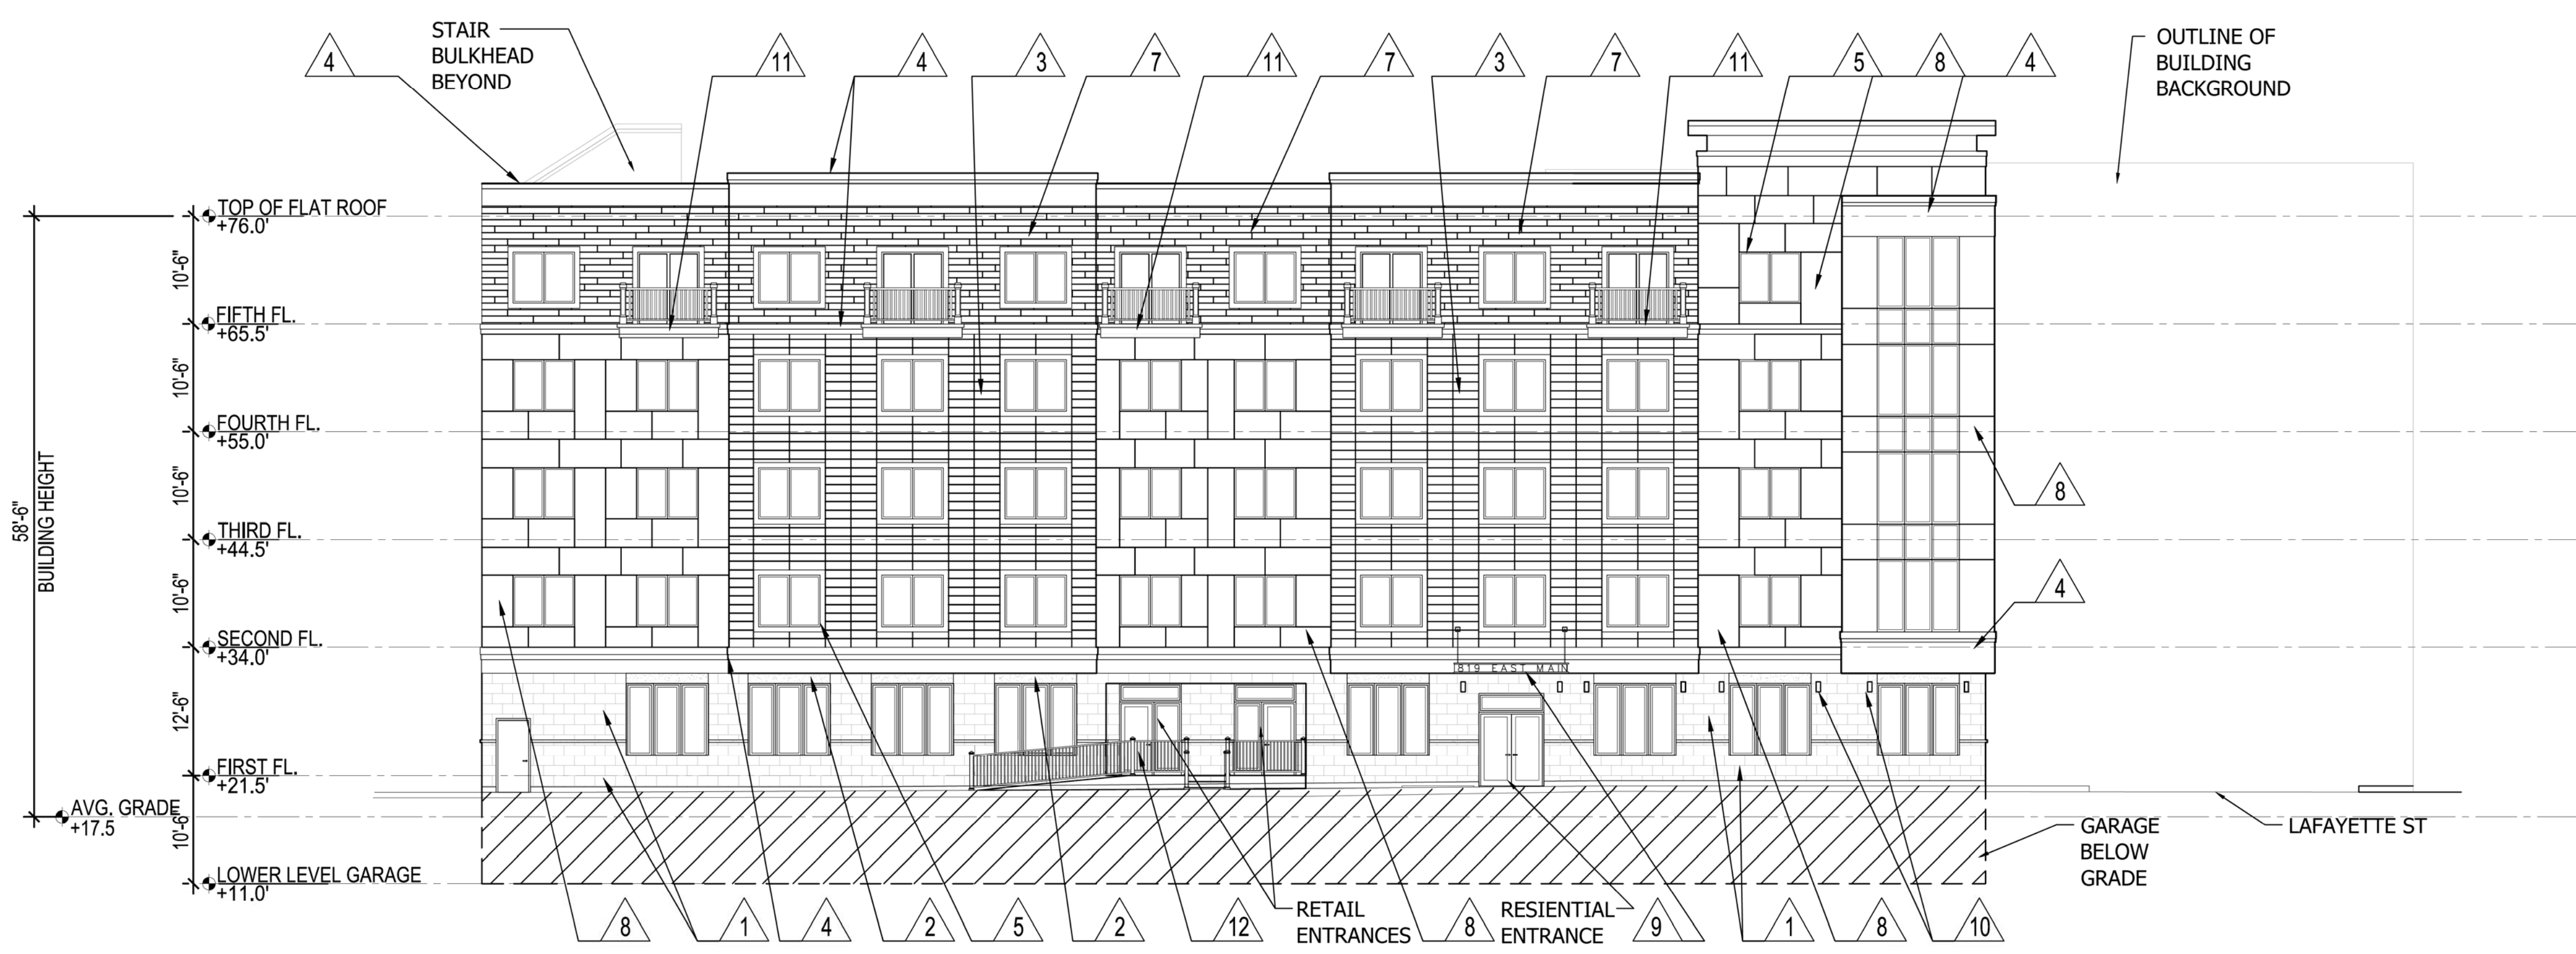 STAIR
BULKHEAD
BEYOND
OUTLINE OF
BUILDING
BACKGROUND
4
11
4
3
7
11
7
3
7
11
5
8
4
TOP OF FLAT ROOF
+76.0'
10'-6"
FIFTH FL.
+65.5'
10'-6"
FOURTH FL.
+55.0'
10'-6"
THIRD FL.
+44.5'
10'-6"
SECOND FL.
+34.0'
12'-6"
FIRST FL.
+21.5'
AVG. GRADE
+17.5
10'-6"
LOWER LEVEL GARAGE
+11.0'
58'-6"
BUILDING HEIGHT
8
4
819 EAST MAIN
LAFAYETTE ST
GARAGE
BELOW
GRADE
8
1
4
2
5
2
12
RETAIL
ENTRANCES
8
RESIENTIAL
ENTRANCE
9
1
8
10